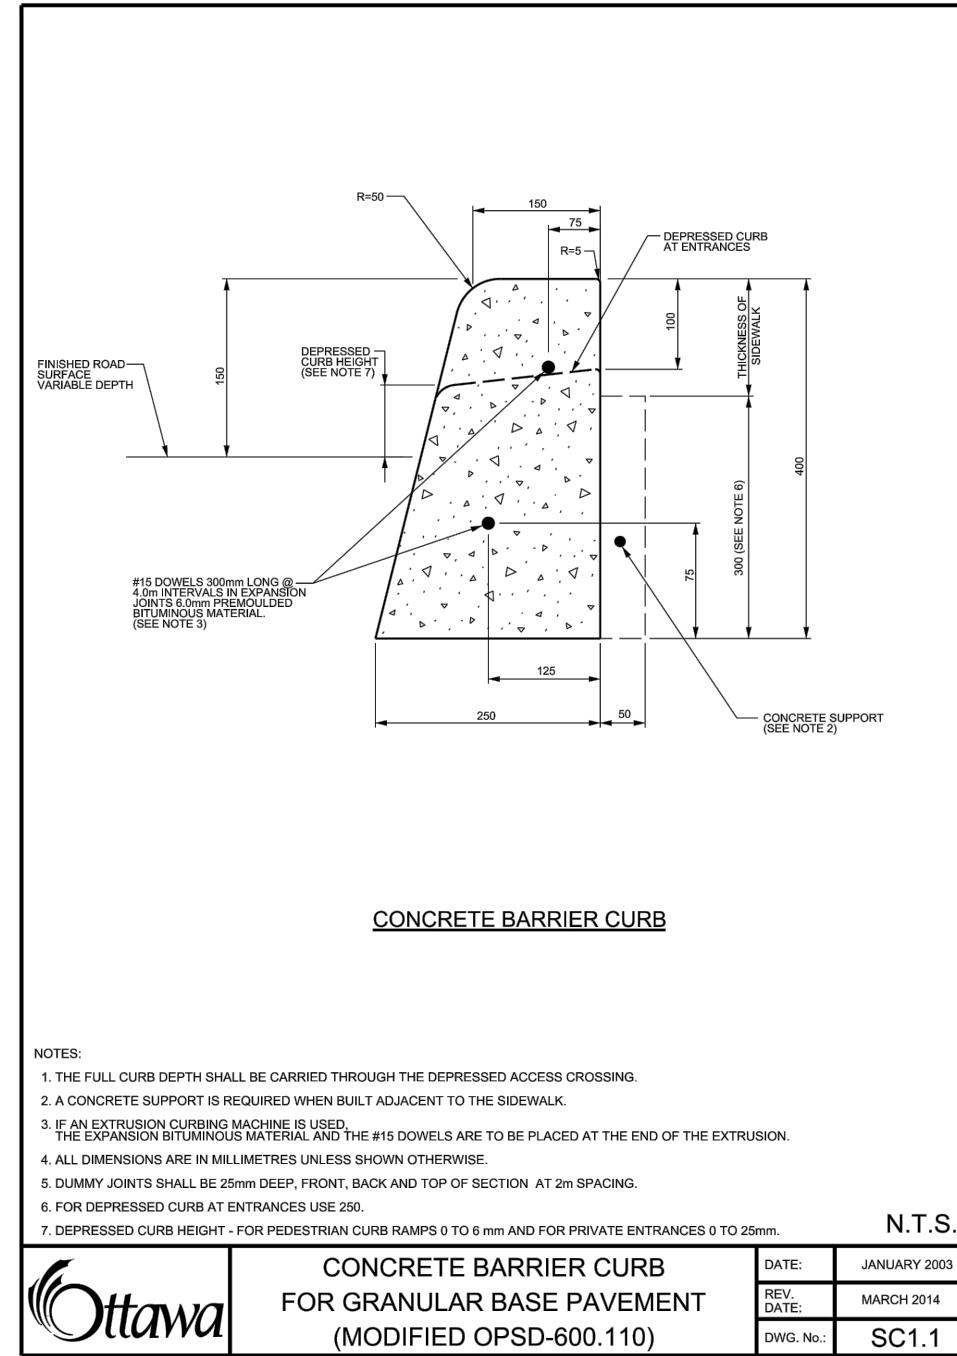 R=50
150
75
R=5
DEPRESSED CURB
AT ENTRANCES
150
100
THICKNESS OF
SIDEWALK
FINISHED ROAD
SURFACE
VARIABLE DEPTH
DEPRESSED
CURB HEIGHT
(SEE NOTE 7)
400
300 (SEE NOTE 6)
75
#15 DOWELS 300mm LONG @
4.0m INTERVALS IN EXPANSION
JOINTS 6.0mm PREMOULDED
BITUMINOUS MATERIAL.
(SEE NOTE 3)
125
250
50
CONCRETE SUPPORT
(SEE NOTE 2)
CONCRETE BARRIER CURB
NOTES:
1. THE FULL CURB DEPTH SHALL BE CARRIED THROUGH THE DEPRESSED ACCESS CROSSING.
2. A CONCRETE SUPPORT IS REQUIRED WHEN BUILT ADJACENT TO THE SIDEWALK.
3. IF AN EXTRUSION CURBING MACHINE IS USED,
THE EXPANSION BITUMINOUS MATERIAL AND THE #15 DOWELS ARE TO BE PLACED AT THE END OF THE EXTRUSION.
4. ALL DIMENSIONS ARE IN MILLIMETRES UNLESS SHOWN OTHERWISE.
5. DUMMY JOINTS SHALL BE 25mm DEEP, FRONT, BACK AND TOP OF SECTION AT 2m SPACING.
6. FOR DEPRESSED CURB AT ENTRANCES USE 250.
7. DEPRESSED CURB HEIGHT - FOR PEDESTRIAN CURB RAMPS 0 TO 6 mm AND FOR PRIVATE ENTRANCES 0 TO 25mm.
N.T.S.
Ottawa
CONCRETE BARRIER CURB
FOR GRANULAR BASE PAVEMENT
(MODIFIED OPSD-600.110)
DATE:
JANUARY 2003
REV.
DATE:
MARCH 2014
DWG. No.:
SC1.1